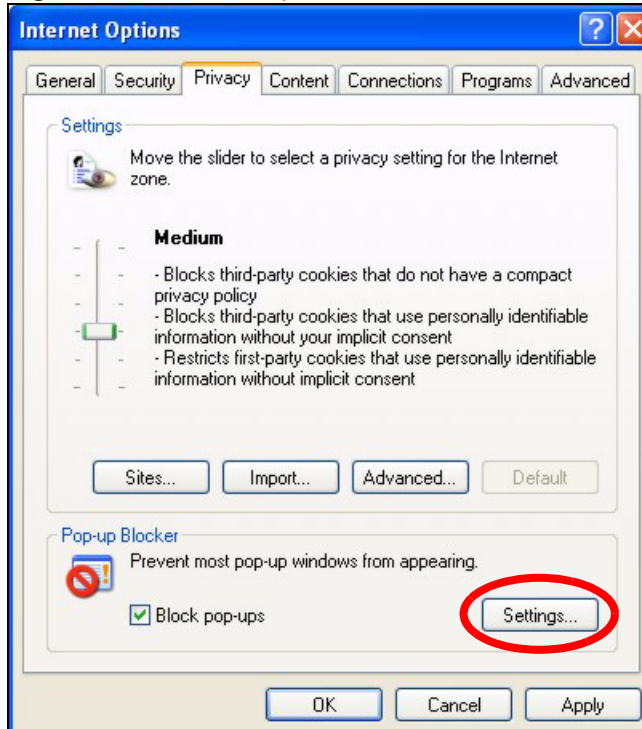 Internet Options
General Security Privacy Content Connections Programs Advanced
Settings
Move the slider to select a privacy setting for the Internet
zone.
Medium
- Blocks third-party cookies that do not have a compact
privacy policy
- Blocks third-party cookies that use personally identifiable
information without your implicit consent
- Restricts first-party cookies that use personally identifiable
information without implicit consent
Sites... Import... Advanced... Default
Pop-up Blocker
Prevent most pop-up windows from appearing.
Block pop-ups Settings...
OK Cancel Apply